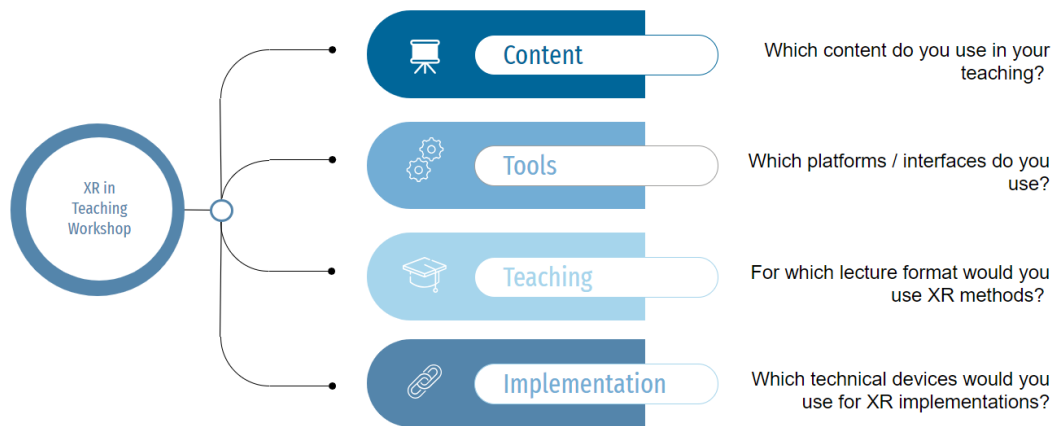 XR in
Teaching
Workshop
Content
Which content do you use in your
teaching?
Tools
Which platforms / interfaces do you
use?
Teaching
For which lecture format would you
use XR methods?
Implementation
Which technical devices would you
use for XR implementations?